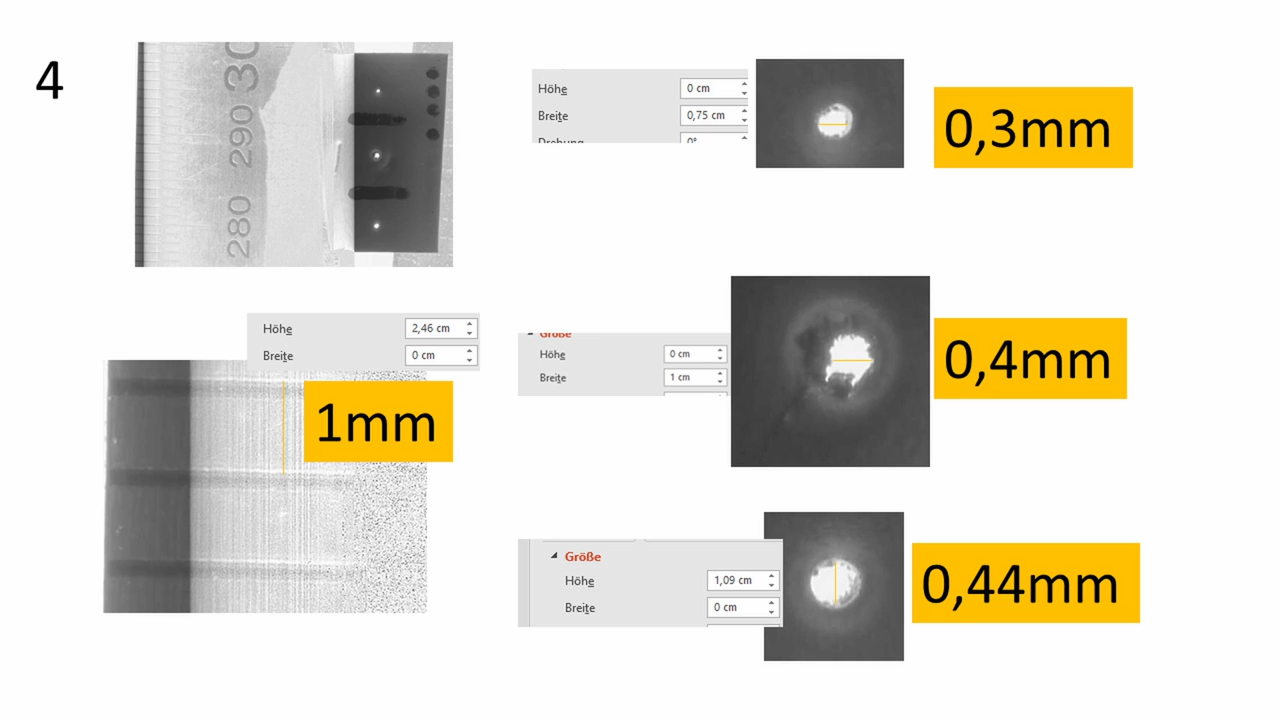 4
30
290
280
Höhe
0 cm
Breite
0,75 cm
Drehung
0°
0,3mm
Höhe
2,46 cm
Breite
0 cm
1mm
Größe
Höhe
0 cm
Breite
1 cm
0,4mm
Größe
Höhe
1,09 cm
Breite
0 cm
0,44mm